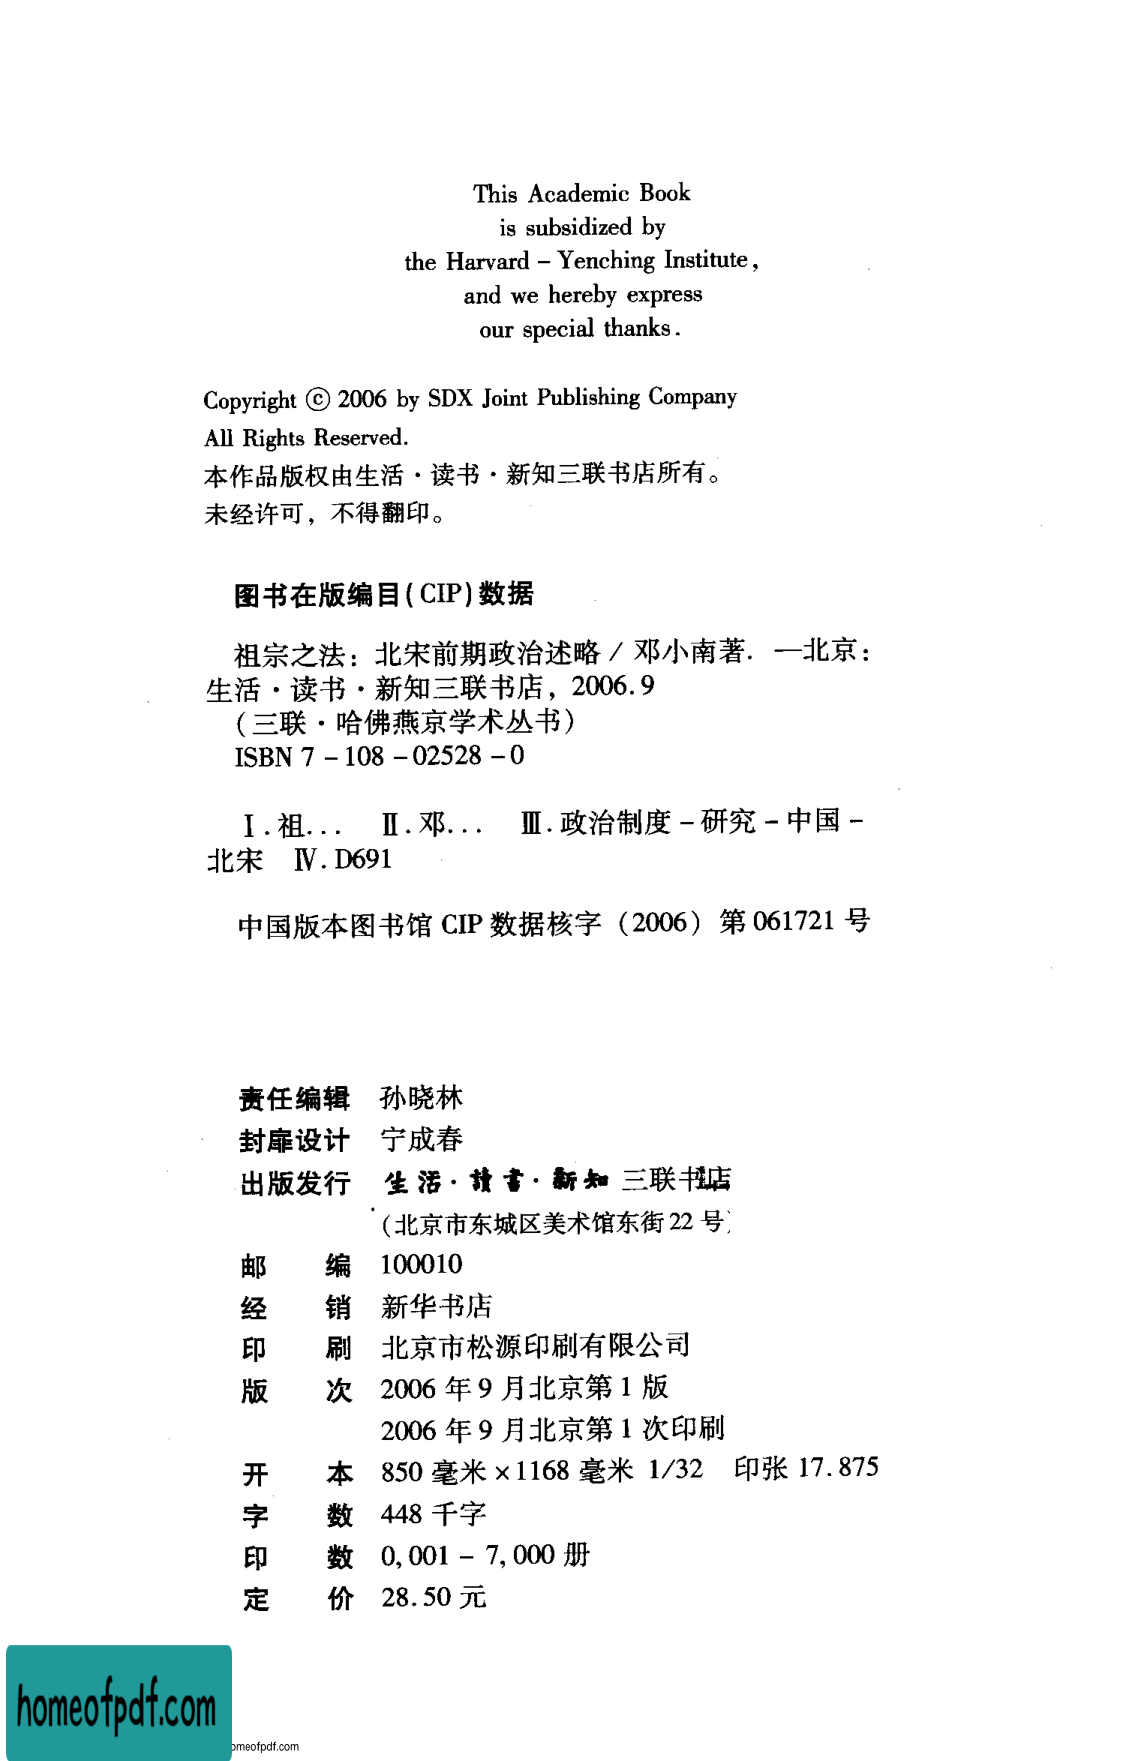 This Academic Book
is subsidized by
the Harvard – Yenching Institute,
and we hereby express
our special thanks.
Copyright ⓒ 2006 by SDX Joint Publishing Company
All Rights Reserved.
本作品版权由生活·读书·新知三联书店所有。
未经许可，不得翻印。
图书在版编目(CIP)数据
祖宗之法：北宋前期政治述略 / 邓小南著. —北京：
生活·读书·新知三联书店，2006.9
（三联·哈佛燕京学术丛书）
ISBN 7 – 108 – 02528 – 0
Ⅰ.祖... Ⅱ.邓... Ⅲ.政治制度－研究－中国－
北宋 Ⅳ.D691
中国版本图书馆 CIP 数据核字（2006）第 061721 号
责任编辑 孙晓林
封扉设计 宁成春
出版发行 生活·讀書·新知 三联书店
（北京市东城区美术馆东街 22 号）
邮 编 100010
经 销 新华书店
印 刷 北京市松源印刷有限公司
版 次 2006 年 9 月北京第 1 版
2006 年 9 月北京第 1 次印刷
开 本 850 毫米 × 1168 毫米 1/32 印张 17.875
字 数 448 千字
印 数 0,001 – 7,000 册
定 价 28.50 元
homeofpdf.com
omeofpdf.com